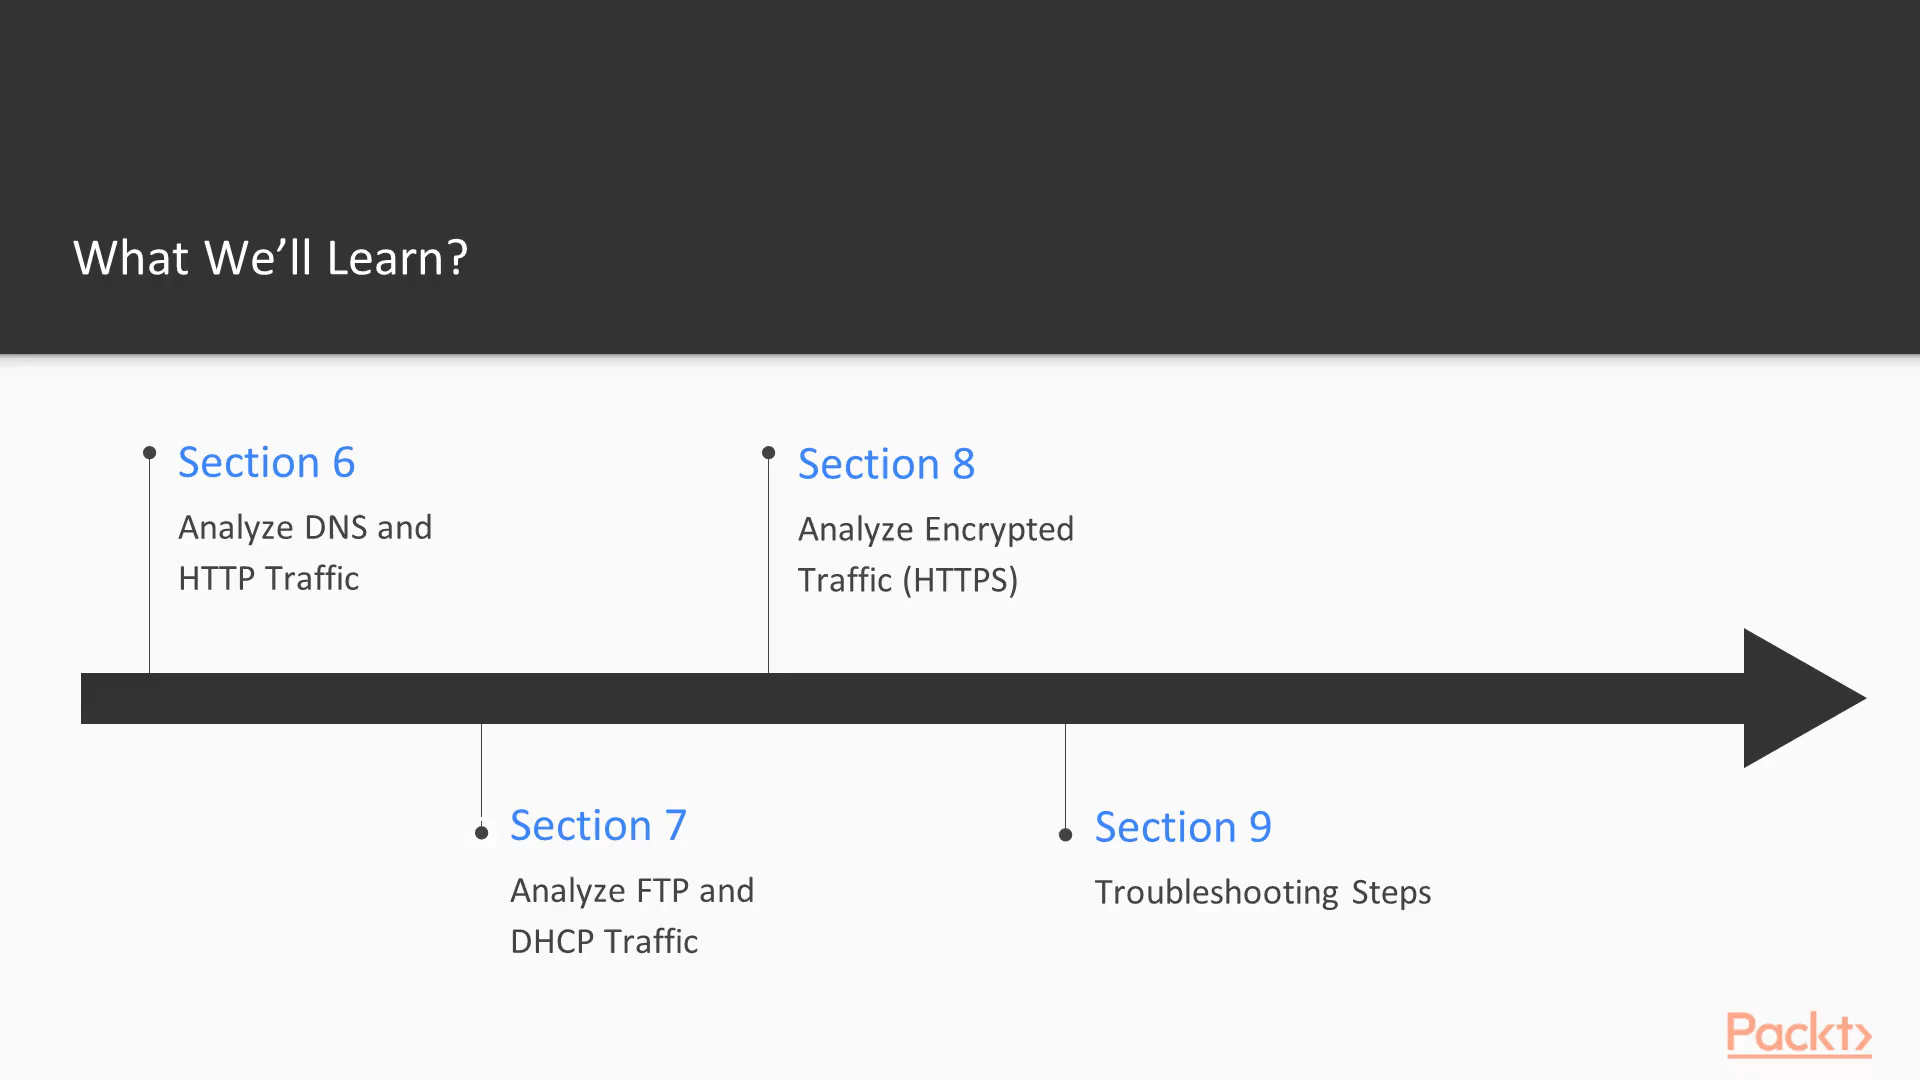 What We’ll Learn?
Section 6
Analyze DNS and
HTTP Traffic
Section 8
Analyze Encrypted
Traffic (HTTPS)
Section 7
Analyze FTP and
DHCP Traffic
Section 9
Troubleshooting Steps
Packt>